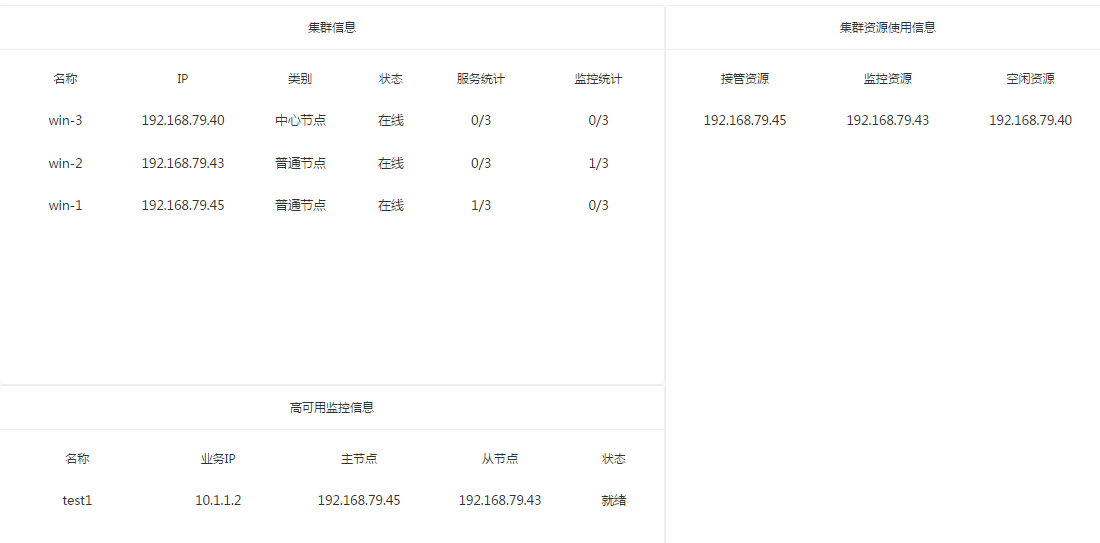 集群信息
名称 IP 类别 状态 服务统计 监控统计
win-3 192.168.79.40 中心节点 在线 0/3 0/3
win-2 192.168.79.43 普通节点 在线 0/3 1/3
win-1 192.168.79.45 普通节点 在线 1/3 0/3
集群资源使用信息
接管资源 监控资源 空闲资源
192.168.79.45 192.168.79.43 192.168.79.40
高可用监控信息
名称 业务IP 主节点 从节点 状态
test1 10.1.1.2 192.168.79.45 192.168.79.43 就绪